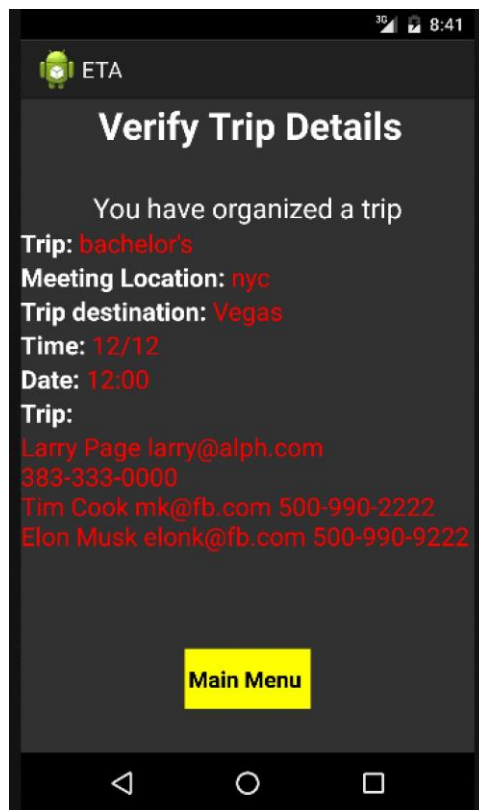 3G 8:41
ETA
Verify Trip Details
You have organized a trip
Trip: bachelor's
Meeting Location: nyc
Trip destination: Vegas
Time: 12/12
Date: 12:00
Trip:
Larry Page larry@alph.com
383-333-0000
Tim Cook mk@fb.com 500-990-2222
Elon Musk elonk@fb.com 500-990-9222
Main Menu